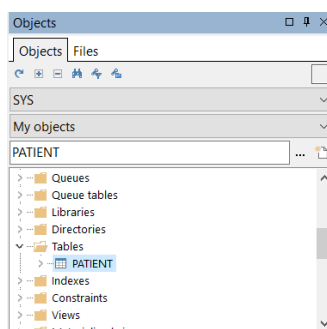 Objects
Objects Files
SYS
My objects
PATIENT ...
Queues
Queue tables
Libraries
Directories
Tables
PATIENT
Indexes
Constraints
Views